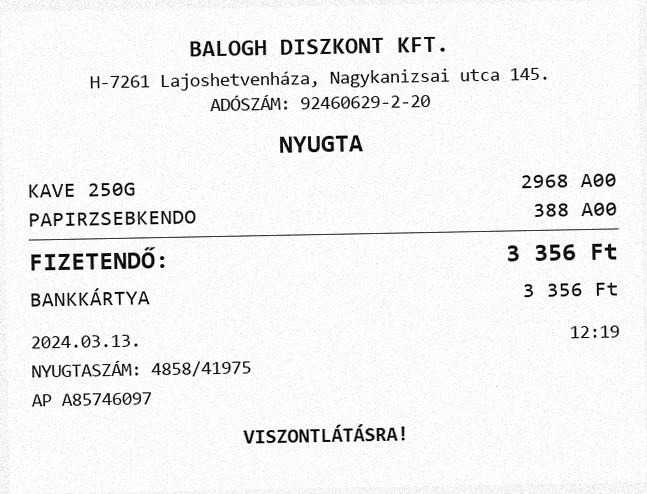 BALOGH DISZKONT KFT.
H-7261 Lajoshetvenháza, Nagykanizsai utca 145.
ADÓSZÁM: 92460629-2-20
NYUGTA
KAVE 250G 2968 A00
PAPIRZSEBKENDO 388 A00
FIZETENDŐ: 3 356 Ft
BANKKÁRTYA 3 356 Ft
2024.03.13. 12:19
NYUGTASZÁM: 4858/41975
AP A85746097
VISZONTLÁTÁSRA!